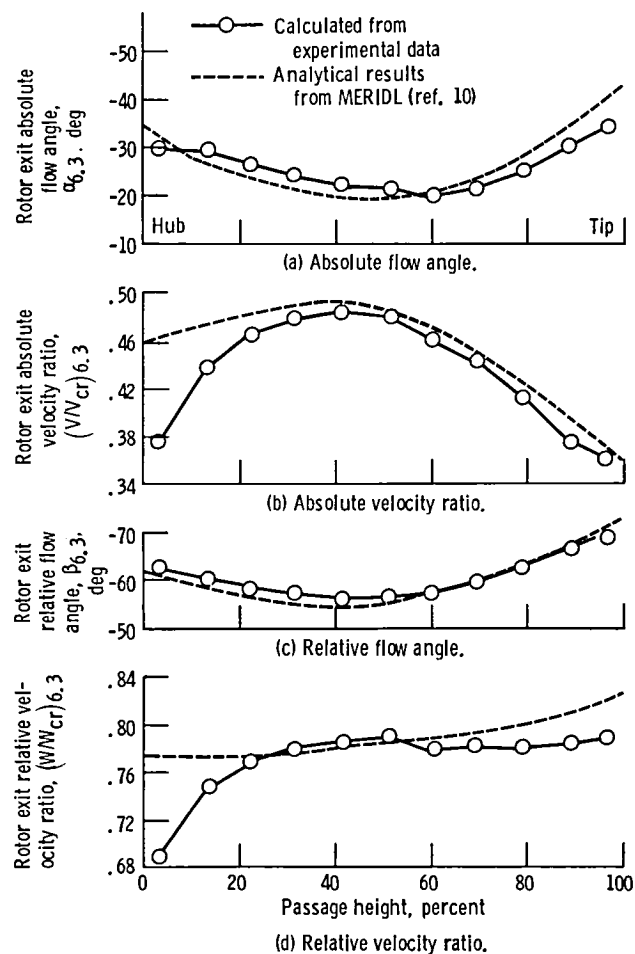 Calculated from
experimental data
Analytical results
from MERIDL (ref. 10)
Rotor exit absolute
flow angle,
α6.3. deg
-50
-40
-30
-20
-10
Hub
Tip
(a) Absolute flow angle.
Rotor exit absolute
velocity ratio,
(V/Vcr)6.3
.50
.46
.42
.38
.34
(b) Absolute velocity ratio.
Rotor exit
relative flow
angle, β6.3,
deg
-70
-60
-50
(c) Relative flow angle.
Rotor exit relative vel-
ocity ratio, (W/Wcr)6.3
.84
.80
.76
.72
.68
0
20
40
60
80
100
Passage height, percent
(d) Relative velocity ratio.